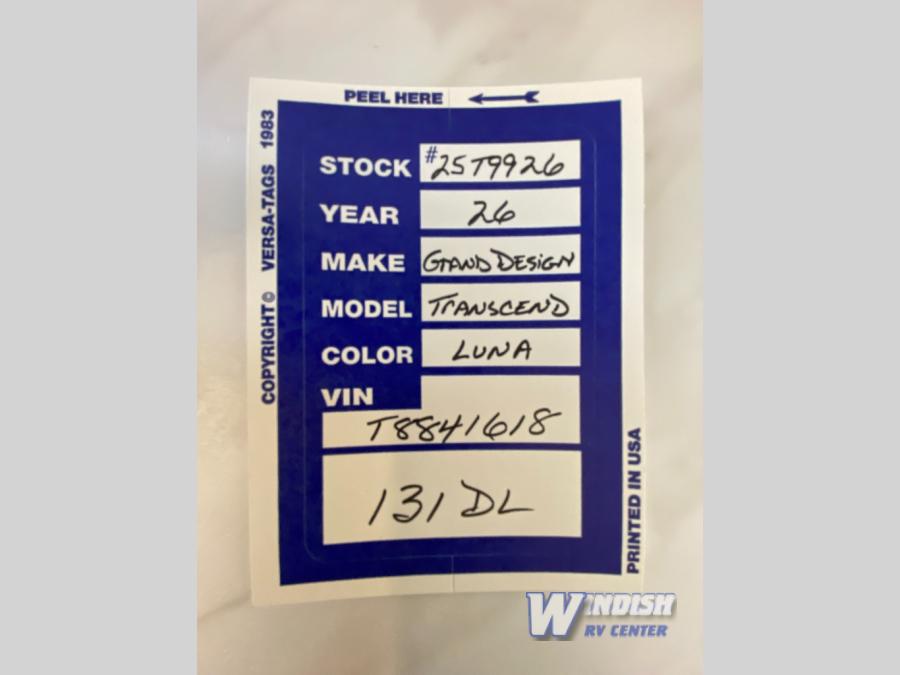 PEEL HERE
COPYRIGHT © VERSA-TAGS 1983
STOCK #25T9926
YEAR 26
MAKE GRAND DESIGN
MODEL TRANSCEND
COLOR LUNA
VIN
T8841618
131 DL
PRINTED IN USA
WINDISH
RV CENTER